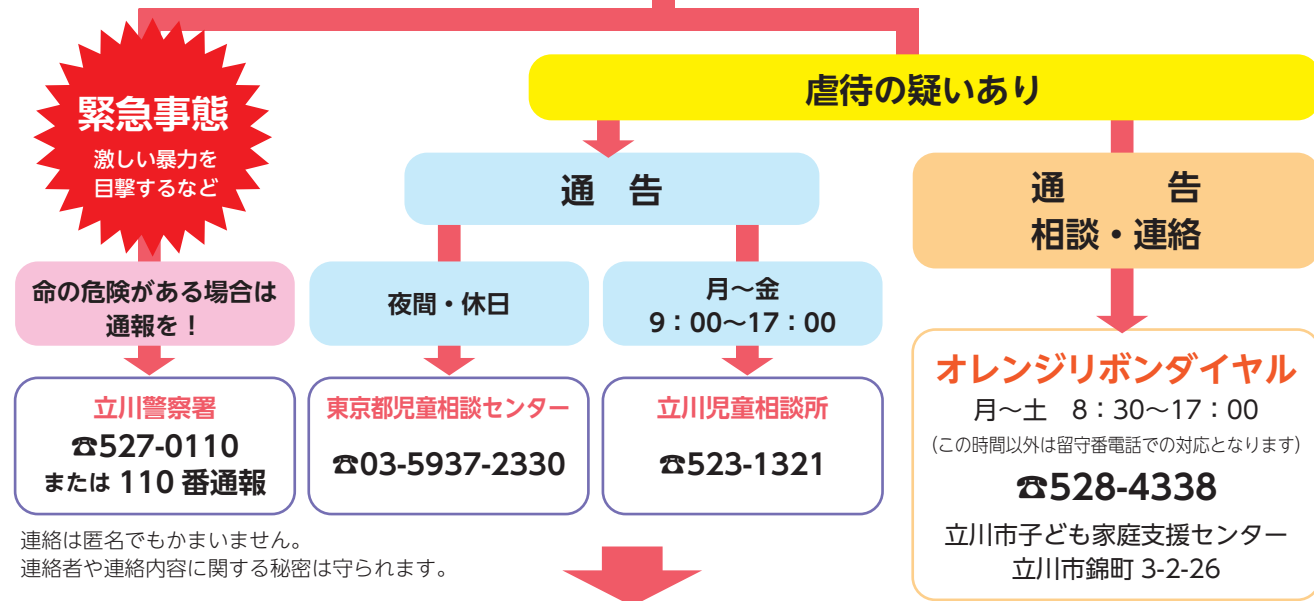 緊急事態
激しい暴力を
目撃するなど
命の危険がある場合は
通報を！
立川警察署
☎527-0110
または 110 番通報
虐待の疑いあり
通　告
夜間・休日
東京都児童相談センター
☎03-5937-2330
月～金
9：00～17：00
立川児童相談所
☎523-1321
通　　告
相談・連絡
オレンジリボンダイヤル
月～土　8：30～17：00
(この時間以外は留守番電話での対応となります)
☎528-4338
立川市子ども家庭支援センター
立川市錦町 3-2-26
連絡は匿名でもかまいません。
連絡者や連絡内容に関する秘密は守られます。